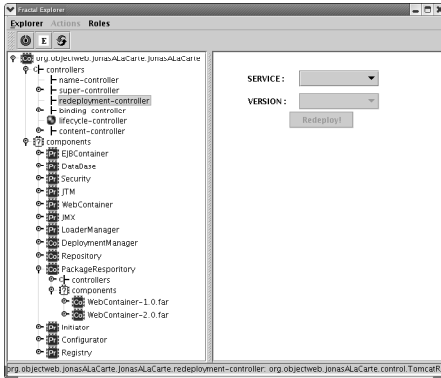 Fractal Explorer
Explorer Actions Roles
E
org.objectweb.jonasALaCarte.JonasALaCarte
controllers
name-controller
super-controller
redeployment-controller
binding-controller
lifecycle-controller
content-controller
components
EJBContainer
DataBase
Security
JTM
WebContainer
JMX
LoaderManager
DeploymentManager
Repository
PackageResporitory
controllers
components
WebContainer-1.0.far
WebContainer-2.0.far
Initiator
Configurator
Registry
SERVICE :
VERSION :
Redeploy!
org.objectweb.jonasALaCarte.JonasALaCarte.redeployment-controller: org.objectweb.jonasALaCarte.control.TomcatR